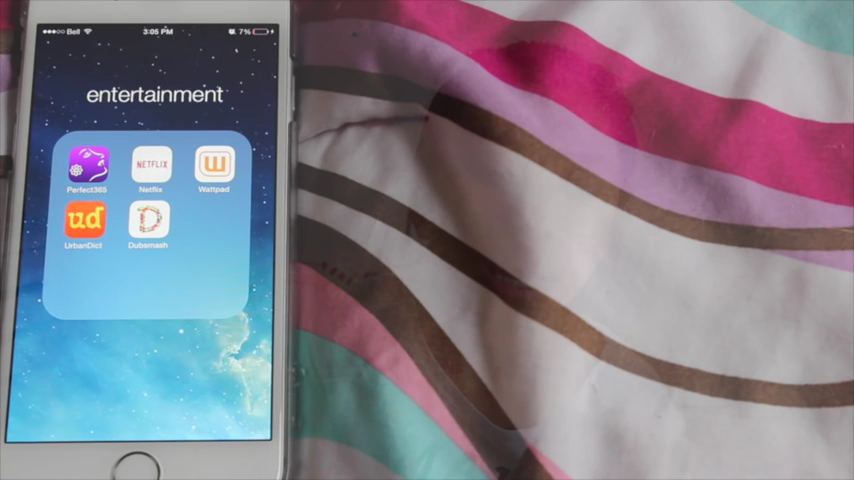 Bell 3:05 PM 7%
entertainment
NETFLIX W
Perfect365 Netflix Wattpad
ud D
UrbanDict Dubsmash